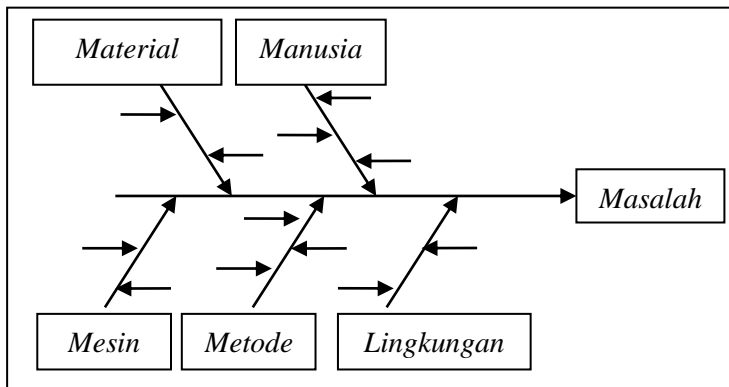 Material
Manusia
Masalah
Mesin
Metode
Lingkungan